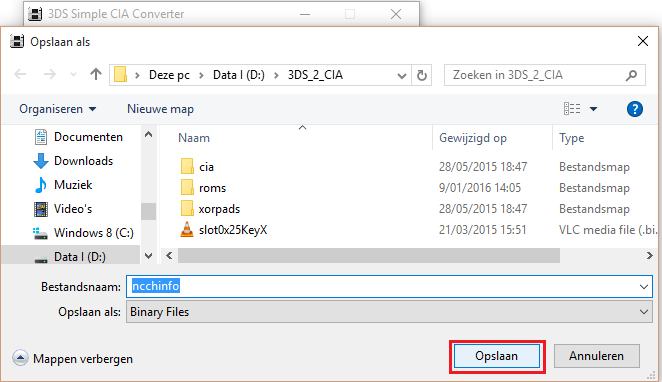 3DS Simple CIA Converter
Opslaan als
Deze pc > Data I (D:) > 3DS_2_CIA
Zoeken in 3DS_2_CIA
Organiseren
Nieuwe map
Documenten
Downloads
Muziek
Video's
Windows 8 (C:)
Data I (D:)
Naam Gewijzigd op Type
cia 28/05/2015 18:47 Bestandsmap
roms 9/01/2016 14:05 Bestandsmap
xorpads 28/05/2015 18:47 Bestandsmap
slot0x25KeyX 21/03/2015 15:51 VLC media file (.bi.
Bestandsnaam: ncchinfo
Opslaan als: Binary Files
Mappen verbergen
Opslaan
Annuleren